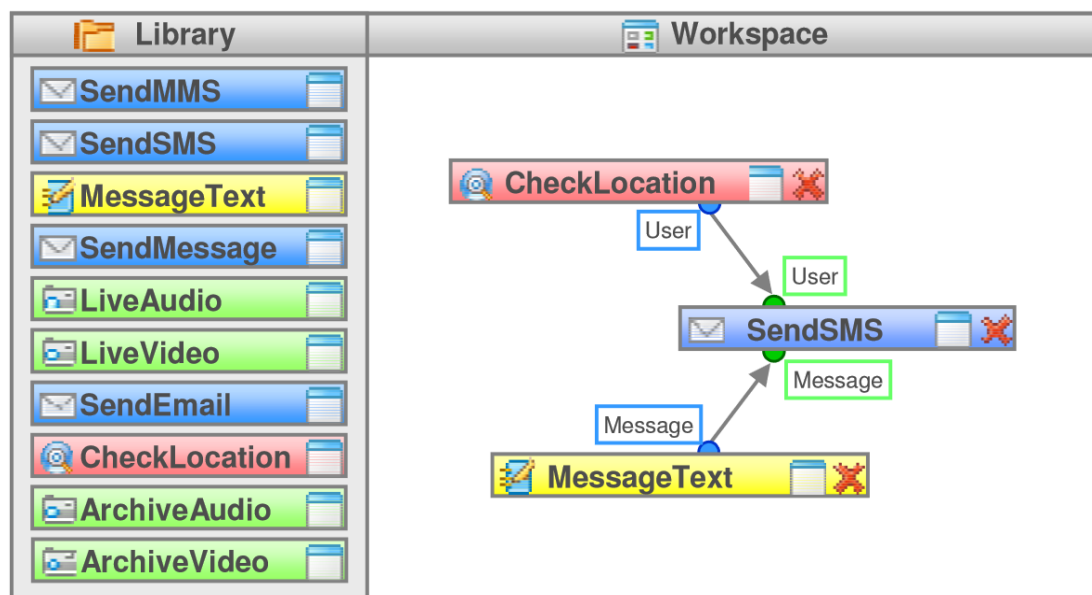 Library
Workspace
SendMMS
SendSMS
MessageText
SendMessage
LiveAudio
LiveVideo
SendEmail
CheckLocation
ArchiveAudio
ArchiveVideo
CheckLocation
User
User
SendSMS
Message
Message
MessageText